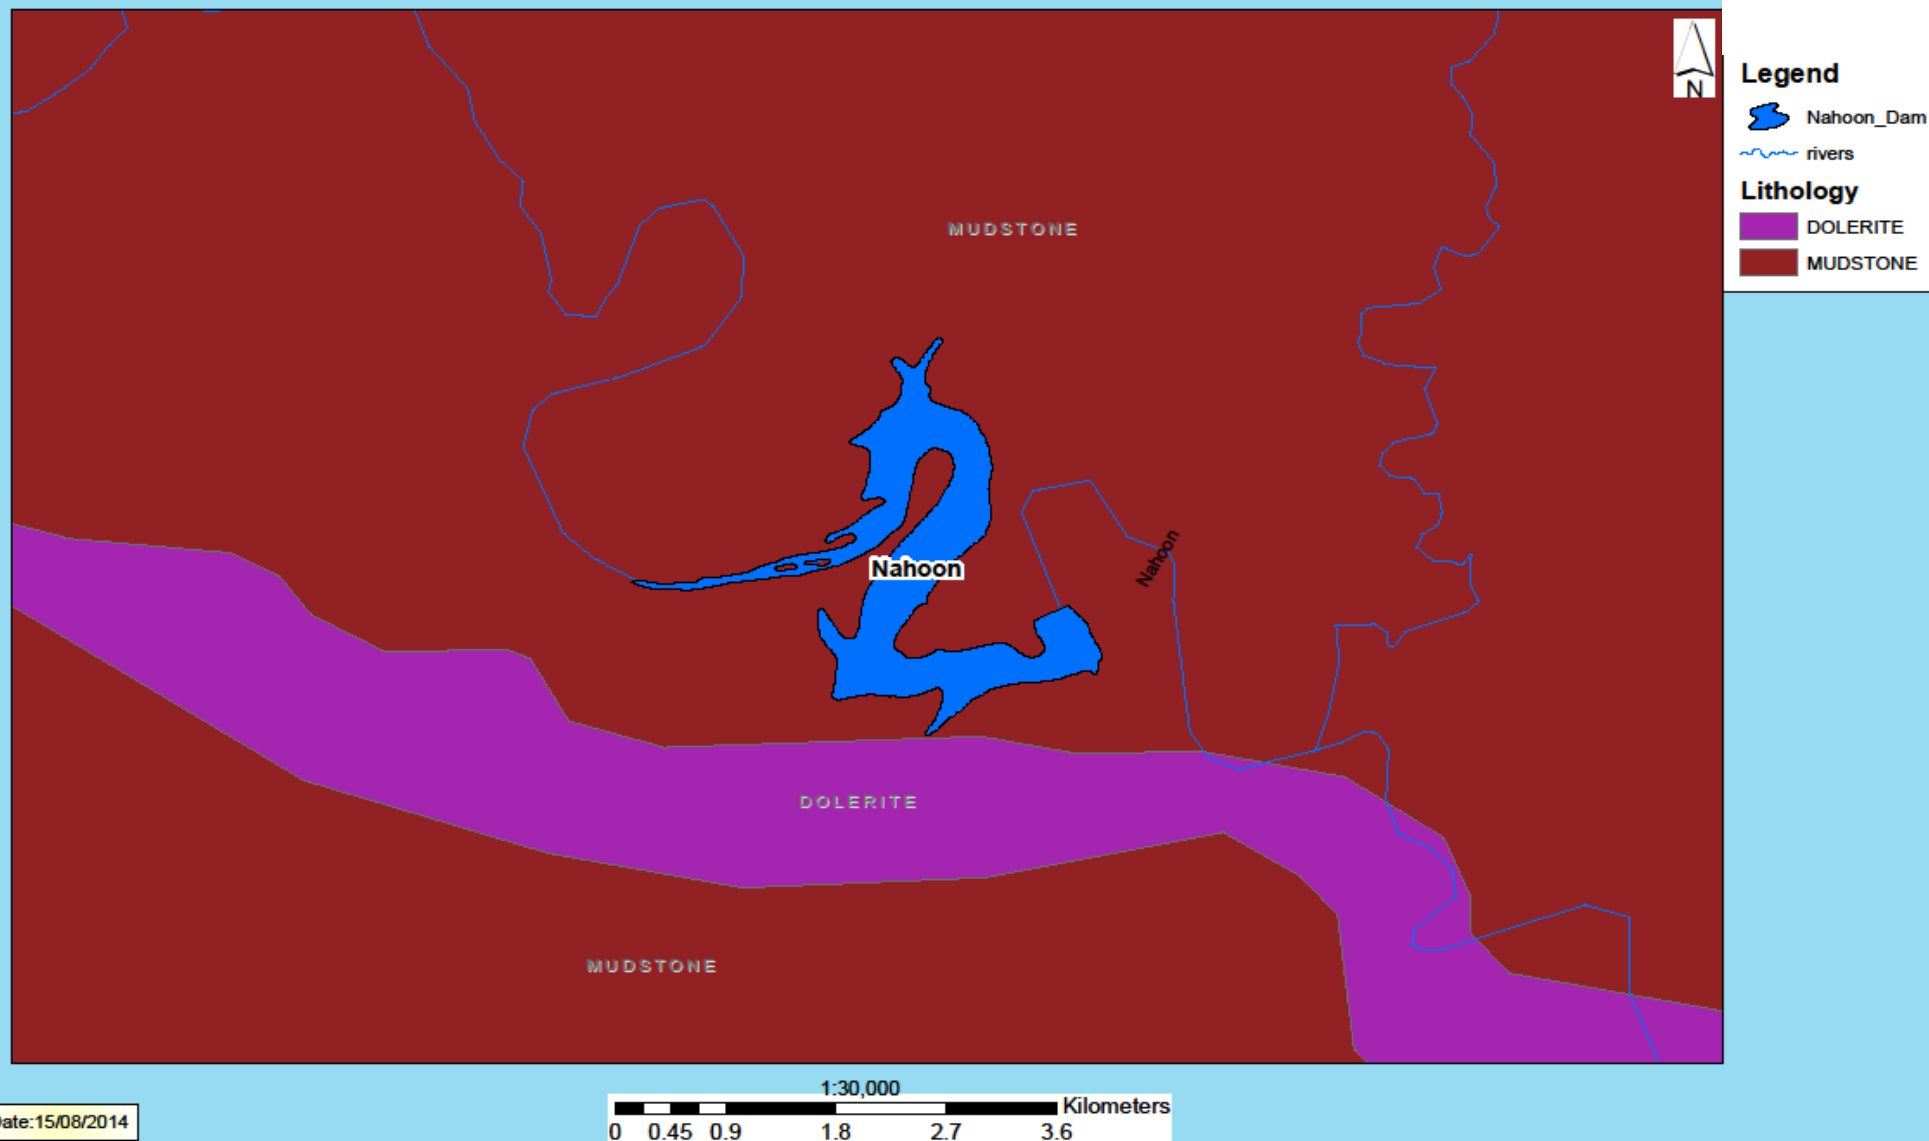 N
Legend
Nahoon_Dam
rivers
Lithology
DOLERITE
MUDSTONE
MUDSTONE
Nahoon
Nahoon
DOLERITE
MUDSTONE
1:30,000
Kilometers
0 0.45 0.9 1.8 2.7 3.6
ate:15/08/2014